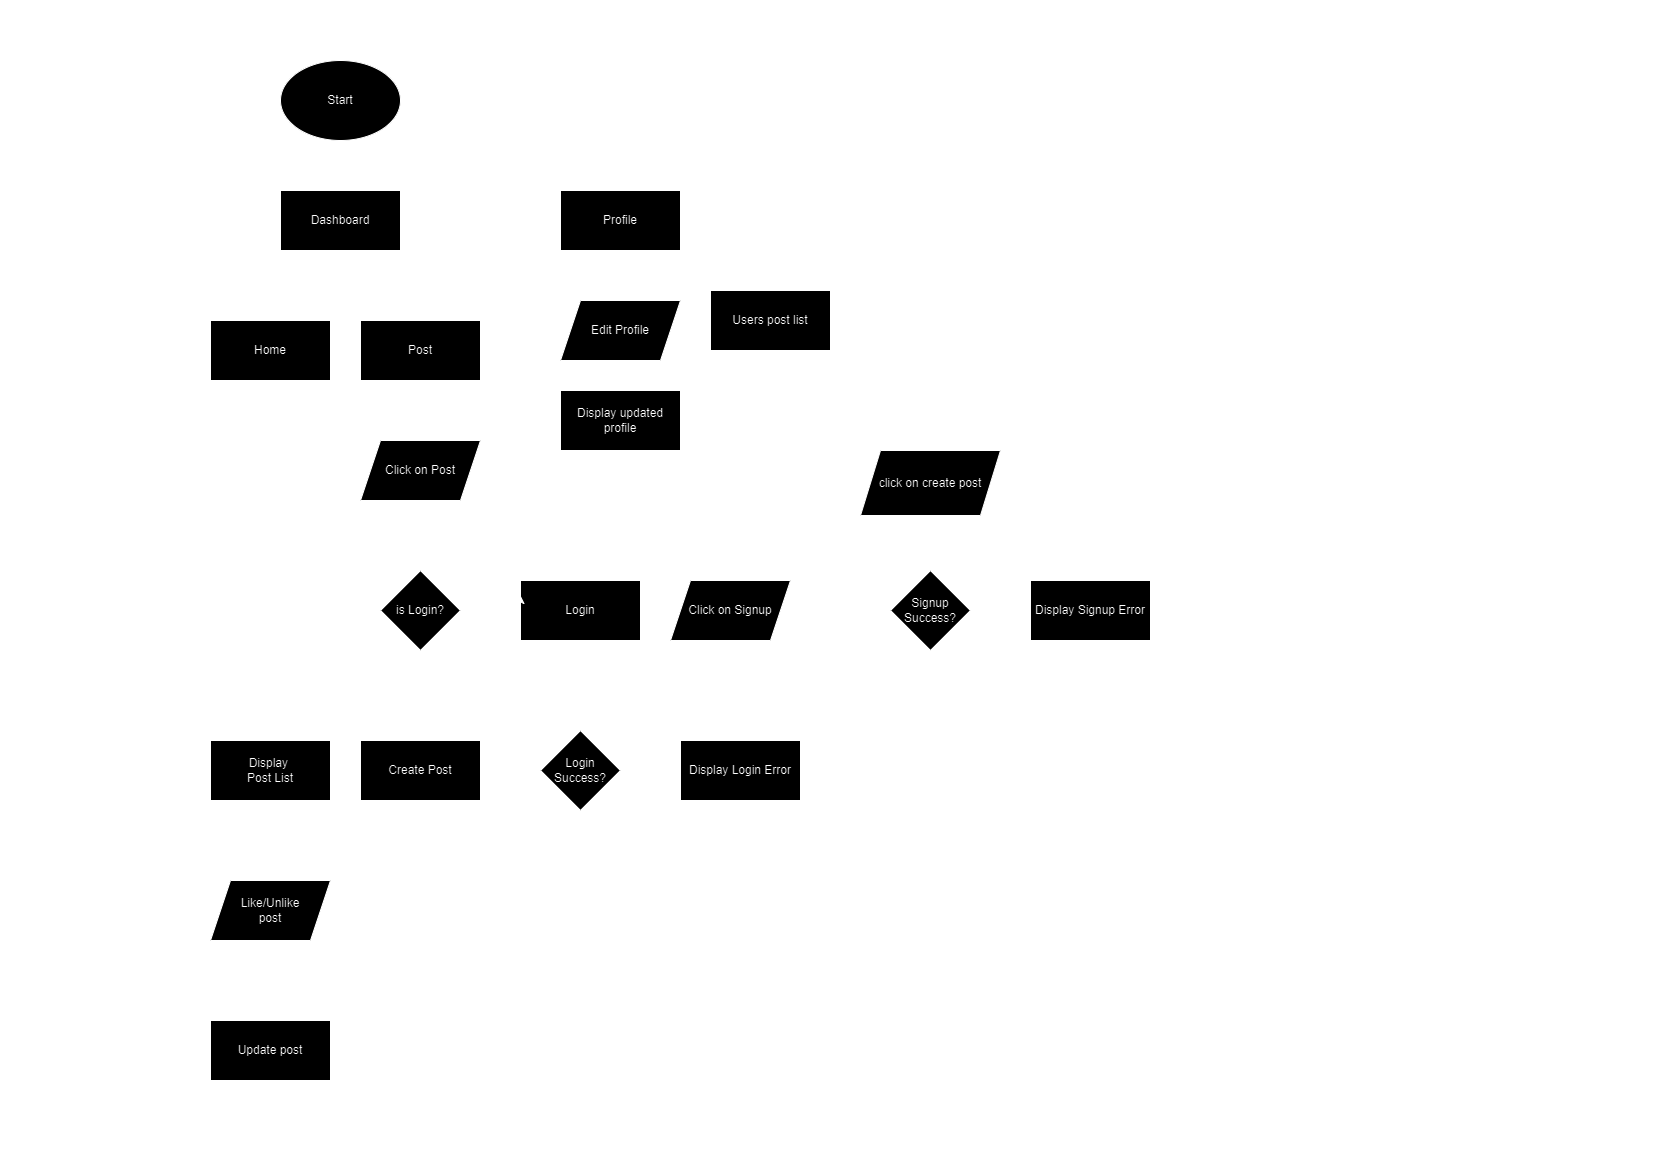 Start
Dashboard
Profile
Users post list
Edit Profile
Home
Post
Display updated
profile
Click on Post
click on create post
is Login?
Login
Click on Signup
Signup
Success?
Display Signup Error
Display
Post List
Create Post
Login
Success?
Display Login Error
Like/Unlike
post
Update post